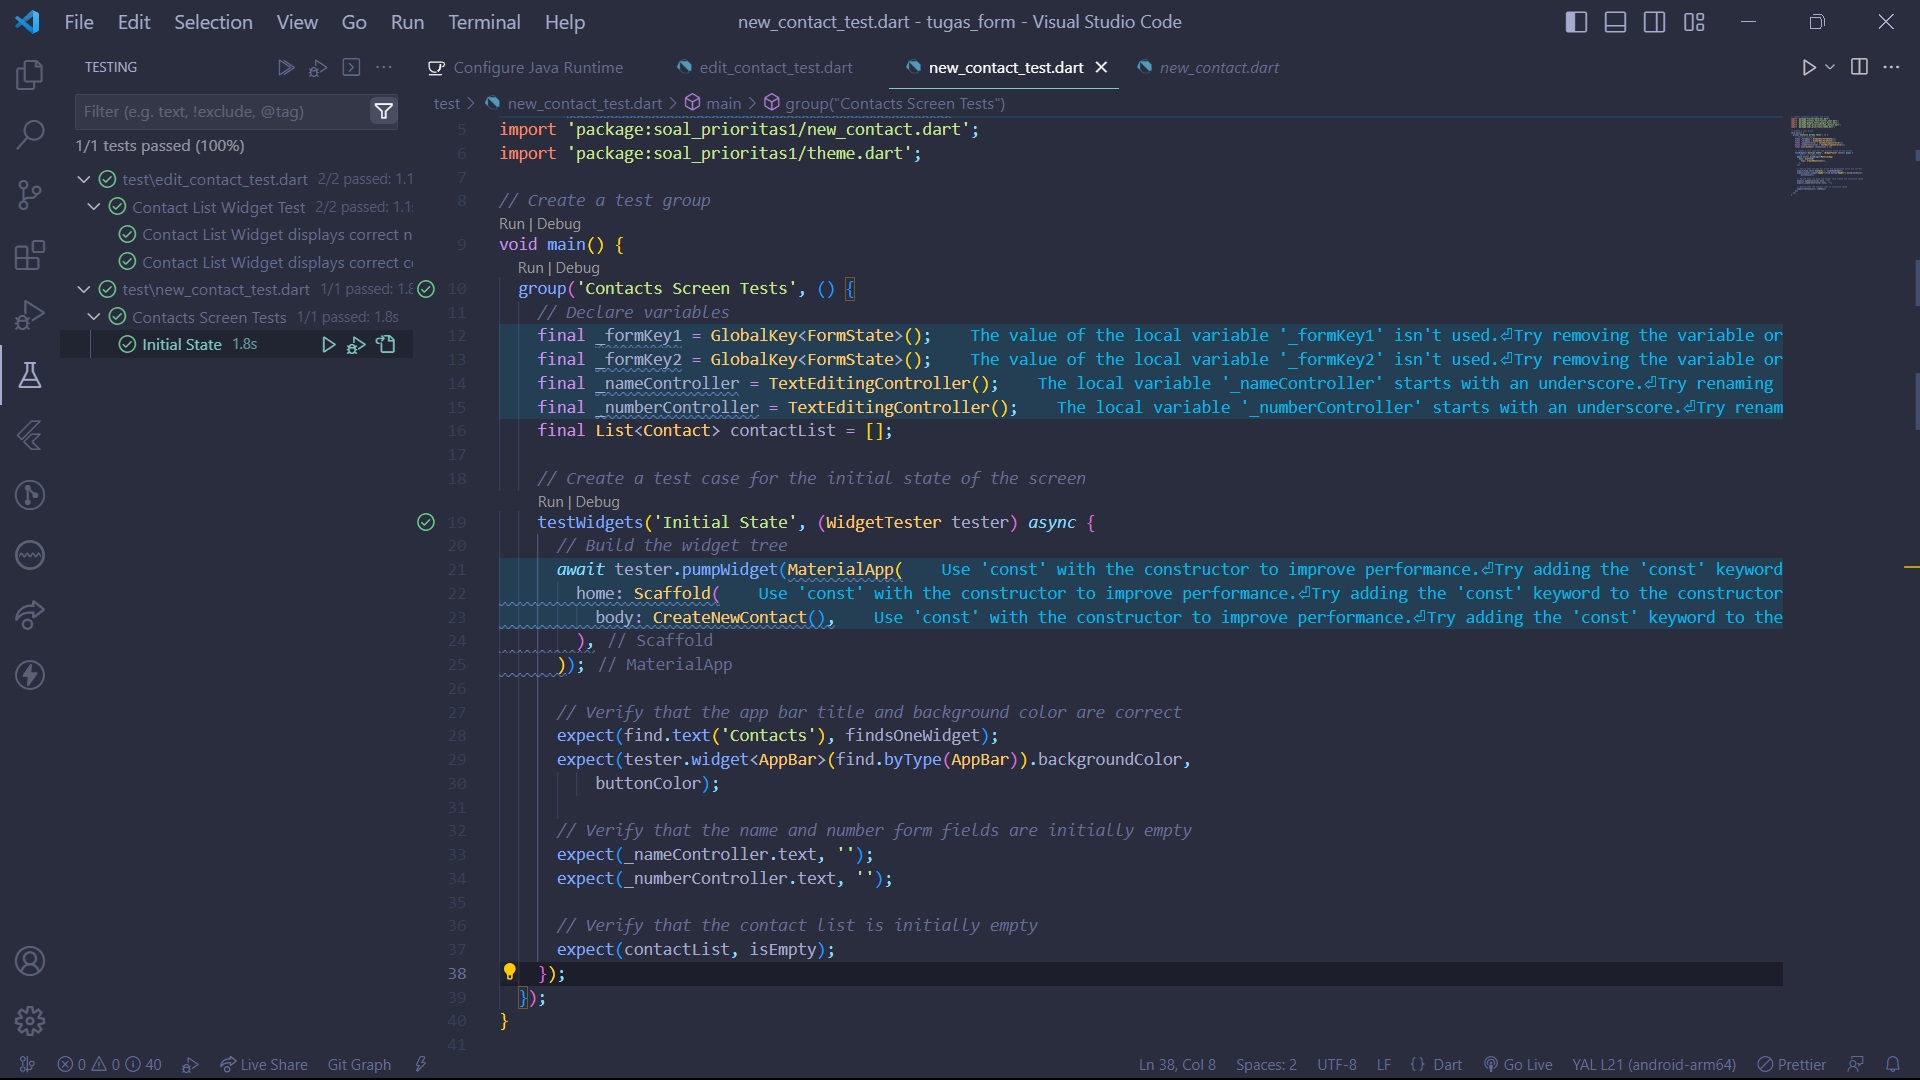 File Edit Selection View Go Run Terminal Help
new_contact_test.dart - tugas_form - Visual Studio Code
TESTING
Configure Java Runtime
edit_contact_test.dart
new_contact_test.dart
new_contact.dart
Filter (e.g. text, !exclude, @tag)
1/1 tests passed (100%)
test\edit_contact_test.dart 2/2 passed: 1.1
Contact List Widget Test 2/2 passed: 1.1s
Contact List Widget displays correct n
Contact List Widget displays correct c
test\new_contact_test.dart 1/1 passed: 1.8
Contacts Screen Tests 1/1 passed: 1.8s
Initial State 1.8s
test > new_contact_test.dart > main > group("Contacts Screen Tests")
5 import 'package:soal_prioritas1/new_contact.dart';
6 import 'package:soal_prioritas1/theme.dart';
7
8 // Create a test group
Run | Debug
9 void main() {
Run | Debug
10 group('Contacts Screen Tests', () {
11 // Declare variables
12 final _formKey1 = GlobalKey<FormState>(); The value of the local variable '_formKey1' isn't used.⏎Try removing the variable or
13 final _formKey2 = GlobalKey<FormState>(); The value of the local variable '_formKey2' isn't used.⏎Try removing the variable or
14 final _nameController = TextEditingController(); The local variable '_nameController' starts with an underscore.⏎Try renaming
15 final _numberController = TextEditingController(); The local variable '_numberController' starts with an underscore.⏎Try renam
16 final List<Contact> contactList = [];
17
18 // Create a test case for the initial state of the screen
Run | Debug
19 testWidgets('Initial State', (WidgetTester tester) async {
20 // Build the widget tree
21 await tester.pumpWidget(MaterialApp( Use 'const' with the constructor to improve performance.⏎Try adding the 'const' keyword
22 home: Scaffold( Use 'const' with the constructor to improve performance.⏎Try adding the 'const' keyword to the constructor
23 body: CreateNewContact(), Use 'const' with the constructor to improve performance.⏎Try adding the 'const' keyword to the
24 ), // Scaffold
25 )); // MaterialApp
26
27 // Verify that the app bar title and background color are correct
28 expect(find.text('Contacts'), findsOneWidget);
29 expect(tester.widget<AppBar>(find.byType(AppBar)).backgroundColor,
30 buttonColor);
31
32 // Verify that the name and number form fields are initially empty
33 expect(_nameController.text, '');
34 expect(_numberController.text, '');
35
36 // Verify that the contact list is initially empty
37 expect(contactList, isEmpty);
38 });
39 });
40 }
41
0 0 40 Live Share Git Graph
Ln 38, Col 8 Spaces: 2 UTF-8 LF {} Dart Go Live YAL L21 (android-arm64) Prettier